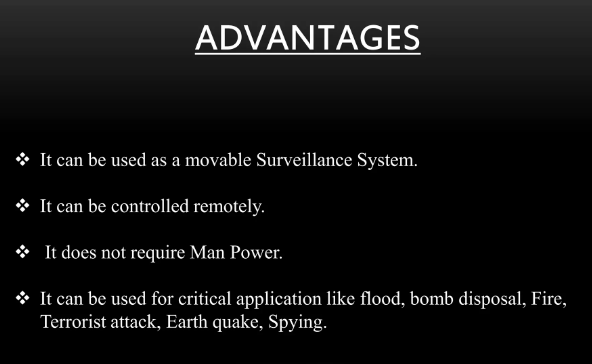 ADVANTAGES
❖ It can be used as a movable Surveillance System.
❖ It can be controlled remotely.
❖ It does not require Man Power.
❖ It can be used for critical application like flood, bomb disposal, Fire,
Terrorist attack, Earth quake, Spying.